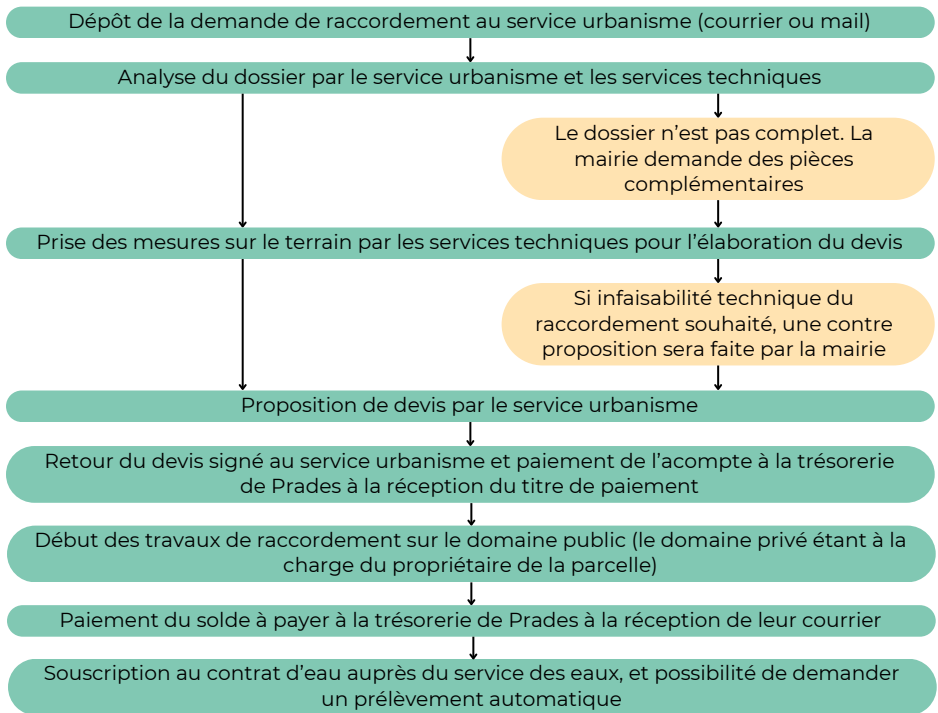 Dépôt de la demande de raccordement au service urbanisme (courrier ou mail)
Analyse du dossier par le service urbanisme et les services techniques
Le dossier n'est pas complet. La
mairie demande des pièces
complémentaires
Prise des mesures sur le terrain par les services techniques pour l'élaboration du devis
Si infaisabilité technique du
raccordement souhaité, une contre
proposition sera faite par la mairie
Proposition de devis par le service urbanisme
Retour du devis signé au service urbanisme et paiement de l'acompte à la trésorerie
de Prades à la réception du titre de paiement
Début des travaux de raccordement sur le domaine public (le domaine privé étant à la
charge du propriétaire de la parcelle)
Paiement du solde à payer à la trésorerie de Prades à la réception de leur courrier
Souscription au contrat d'eau auprès du service des eaux, et possibilité de demander
un prélèvement automatique